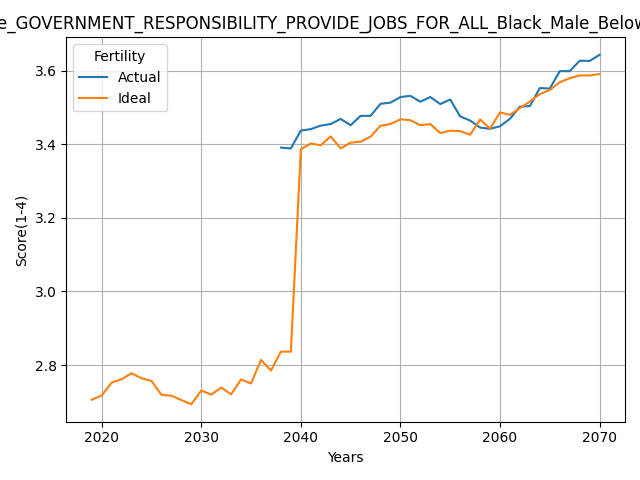 e_GOVERNMENT_RESPONSIBILITY_PROVIDE_JOBS_FOR_ALL_Black_Male_Below
Fertility
Actual
Ideal
3.6
3.4
3.2
3.0
2.8
Score(1-4)
2020 2030 2040 2050 2060 2070
Years